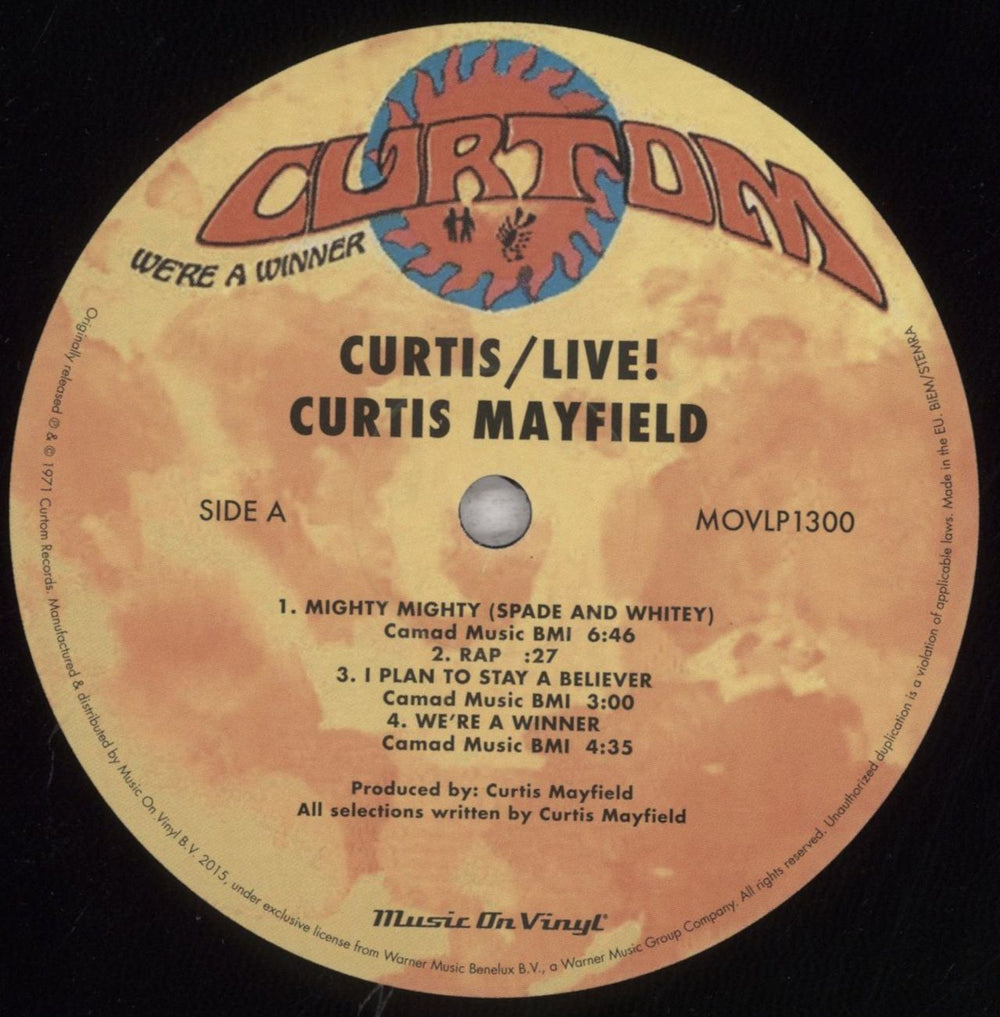 CURTOM
WE'RE A WINNER
CURTIS/LIVE!
CURTIS MAYFIELD
SIDE A
MOVLP1300
1. MIGHTY MIGHTY (SPADE AND WHITEY)
Camad Music BMI 6:46
2. RAP :27
3. I PLAN TO STAY A BELIEVER
Camad Music BMI 3:00
4. WE'RE A WINNER
Camad Music BMI 4:35
Produced by: Curtis Mayfield
All selections written by Curtis Mayfield
Music On Vinyl®
Originally released ℗ & © 1971 Curtom Records. Manufactured & distributed by Music On Vinyl B.V. 2015, under exclusive license from Warner Music Benelux B.V., a Warner Music Group Company. All rights reserved. Unauthorized duplication is a violation of applicable laws. Made in the EU. BIEM/STEMRA